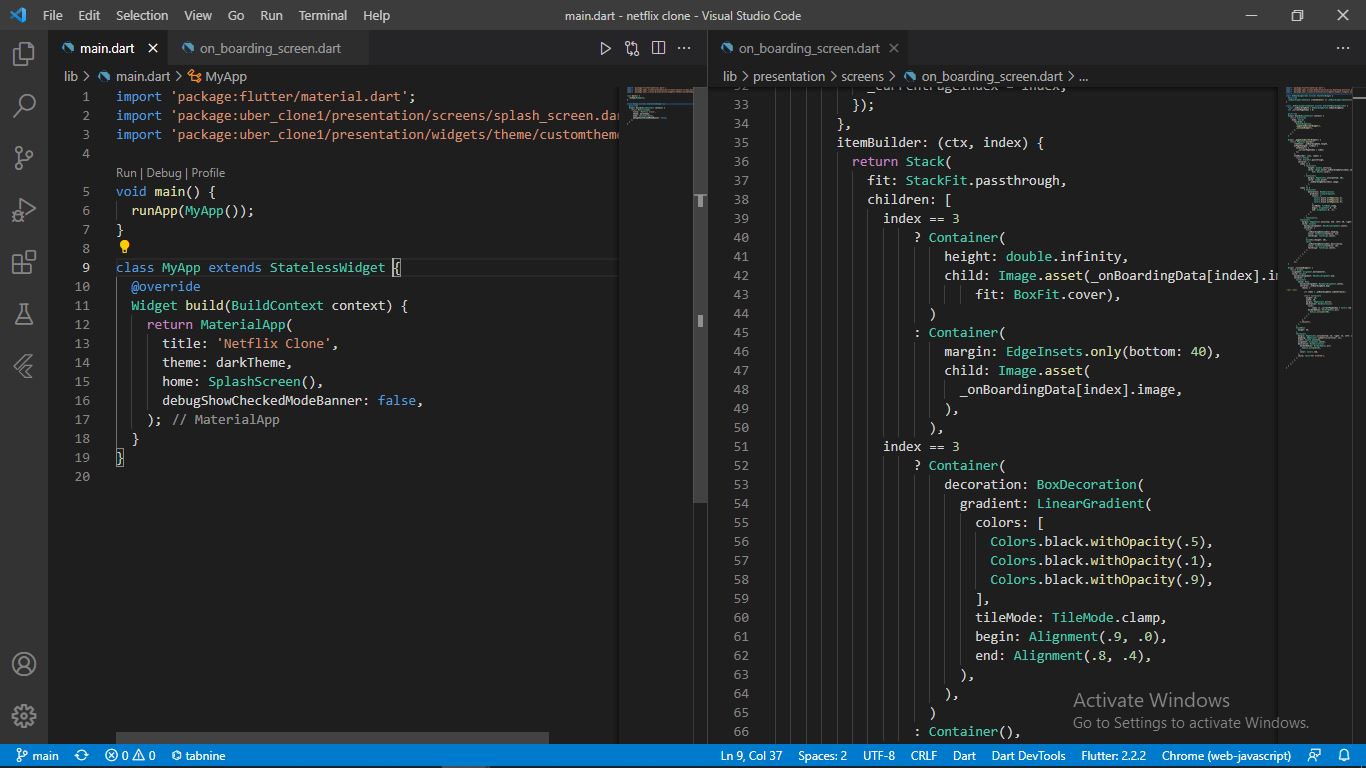 File Edit Selection View Go Run Terminal Help
main.dart - netflix clone - Visual Studio Code
main.dart
on_boarding_screen.dart
lib > main.dart > MyApp
1 import 'package:flutter/material.dart';
2 import 'package:uber_clone1/presentation/screens/splash_screen.da
3 import 'package:uber_clone1/presentation/widgets/theme/customthem
4
Run | Debug | Profile
5 void main() {
6 runApp(MyApp());
7 }
8
9 class MyApp extends StatelessWidget {
10 @override
11 Widget build(BuildContext context) {
12 return MaterialApp(
13 title: 'Netflix Clone',
14 theme: darkTheme,
15 home: SplashScreen(),
16 debugShowCheckedModeBanner: false,
17 ); // MaterialApp
18 }
19 }
20
on_boarding_screen.dart
lib > presentation > screens > on_boarding_screen.dart > ...
32 _currentPageIndex = index;
33 });
34 },
35 itemBuilder: (ctx, index) {
36 return Stack(
37 fit: StackFit.passthrough,
38 children: [
39 index == 3
40 ? Container(
41 height: double.infinity,
42 child: Image.asset(_onBoardingData[index].im
43 fit: BoxFit.cover),
44 )
45 : Container(
46 margin: EdgeInsets.only(bottom: 40),
47 child: Image.asset(
48 _onBoardingData[index].image,
49 ),
50 ),
51 index == 3
52 ? Container(
53 decoration: BoxDecoration(
54 gradient: LinearGradient(
55 colors: [
56 Colors.black.withOpacity(.5),
57 Colors.black.withOpacity(.1),
58 Colors.black.withOpacity(.9),
59 ],
60 tileMode: TileMode.clamp,
61 begin: Alignment(.9, .0),
62 end: Alignment(.8, .4),
63 ),
64 ),
65 )
66 : Container(),
Activate Windows
Go to Settings to activate Windows.
main 0 0 tabnine
Ln 9, Col 37 Spaces: 2 UTF-8 CRLF Dart Dart DevTools Flutter: 2.2.2 Chrome (web-javascript)